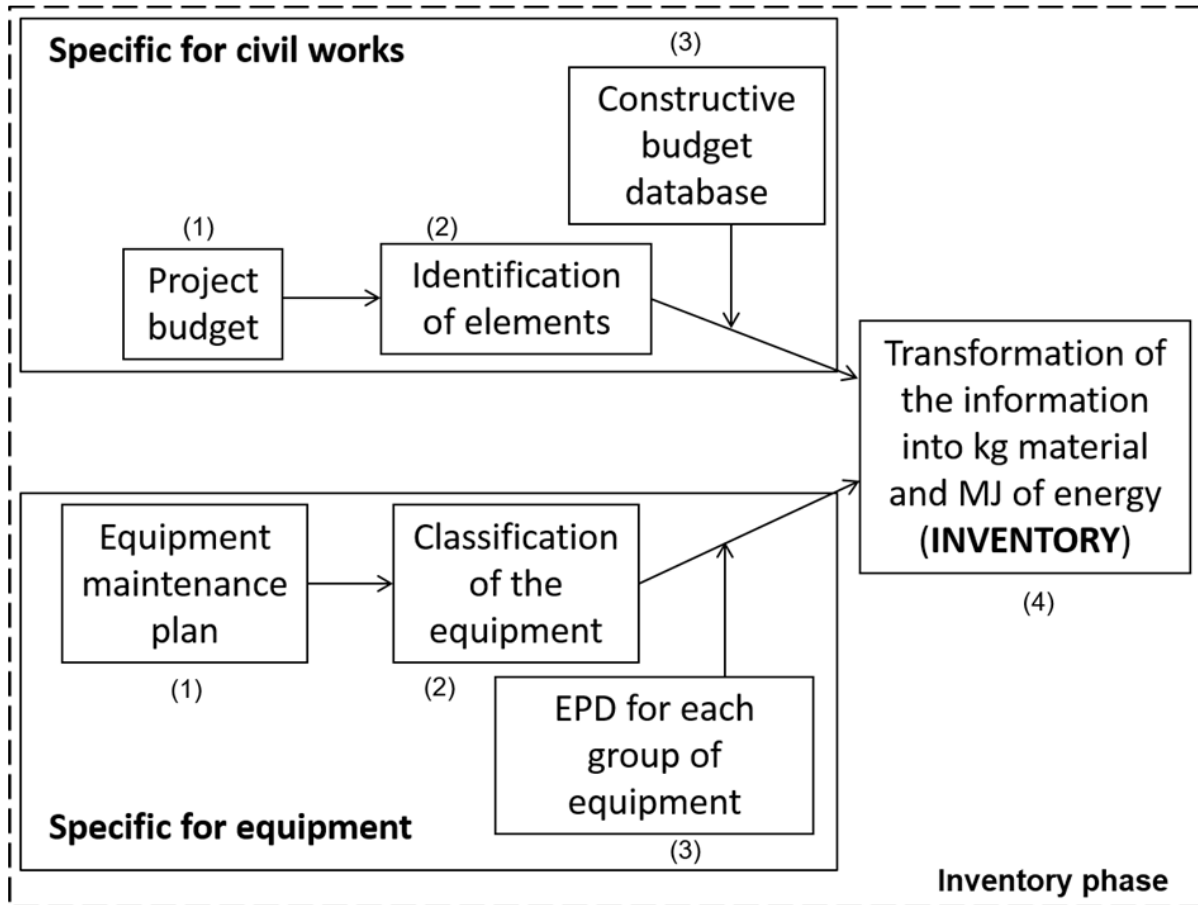 Specific for civil works
(3)
Constructive
budget
database
(1)
Project
budget
(2)
Identification
of elements
Transformation of
the information
into kg material
and MJ of energy
(INVENTORY)
(4)
Equipment
maintenance
plan
(1)
Classification
of the
equipment
(2)
EPD for each
group of
equipment
(3)
Specific for equipment
Inventory phase